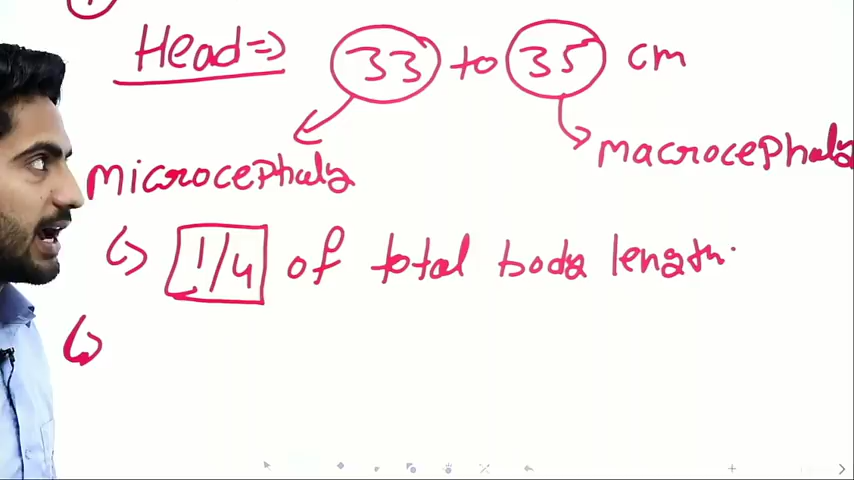 Head => 33 to 35 cm
microcephaly macrocephaly
1/4 of total body length.